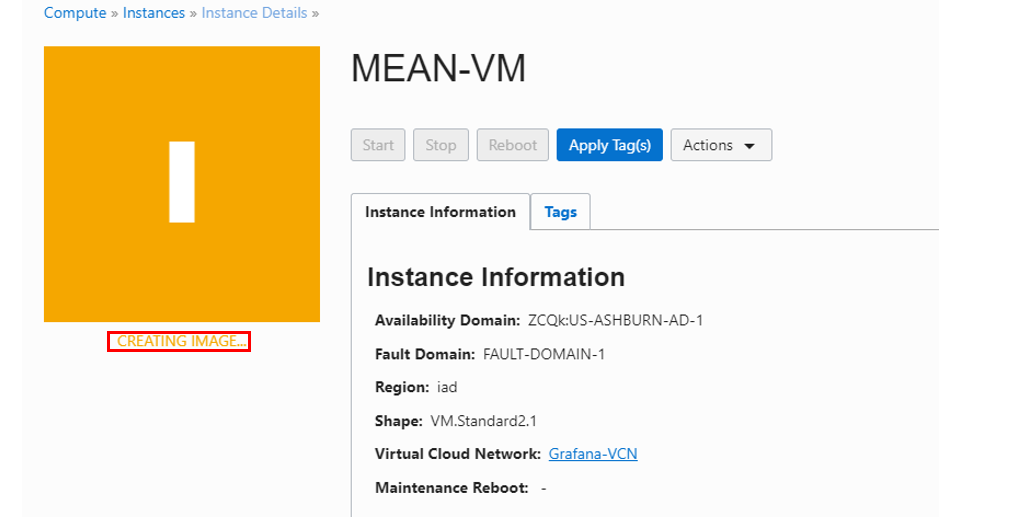 Compute » Instances » Instance Details »
MEAN-VM
Start Stop Reboot Apply Tag(s) Actions
Instance Information Tags
Instance Information
Availability Domain: ZCQk:US-ASHBURN-AD-1
CREATING IMAGE...
Fault Domain: FAULT-DOMAIN-1
Region: iad
Shape: VM.Standard2.1
Virtual Cloud Network: Grafana-VCN
Maintenance Reboot: -